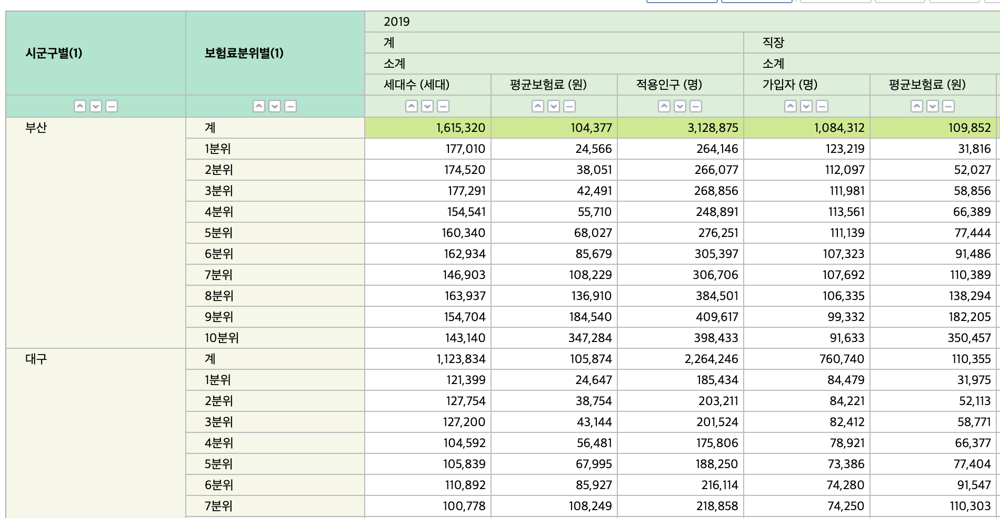 2019
계 직장
시군구별(1) 보험료분위별(1)
소계 소계
세대수 (세대) 평균보험료 (원) 적용인구 (명) 가입자 (명) 평균보험료 (원)
부산 계 1,615,320 104,377 3,128,875 1,084,312 109,852
1분위 177,010 24,566 264,146 123,219 31,816
2분위 174,520 38,051 266,077 112,097 52,027
3분위 177,291 42,491 268,856 111,981 58,856
4분위 154,541 55,710 248,891 113,561 66,389
5분위 160,340 68,027 276,251 111,139 77,444
6분위 162,934 85,679 305,397 107,323 91,486
7분위 146,903 108,229 306,706 107,692 110,389
8분위 163,937 136,910 384,501 106,335 138,294
9분위 154,704 184,540 409,617 99,332 182,205
10분위 143,140 347,284 398,433 91,633 350,457
대구 계 1,123,834 105,874 2,264,246 760,740 110,355
1분위 121,399 24,647 185,434 84,479 31,975
2분위 127,754 38,754 203,211 84,221 52,113
3분위 127,200 43,144 201,524 82,412 58,771
4분위 104,592 56,481 175,806 78,921 66,377
5분위 105,839 67,995 188,250 73,386 77,404
6분위 110,892 85,927 216,114 74,280 91,547
7분위 100,778 108,249 218,858 74,250 110,303